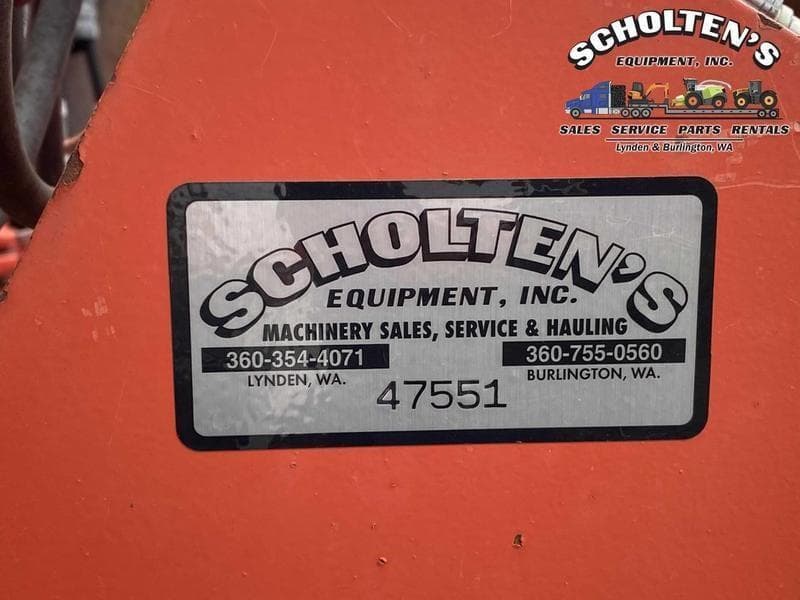 SCHOLTEN'S
EQUIPMENT, INC.
SALES SERVICE PARTS RENTALS
Lynden & Burlington, WA
SCHOLTEN'S
EQUIPMENT, INC.
MACHINERY SALES, SERVICE & HAULING
360-354-4071 360-755-0560
LYNDEN, WA. BURLINGTON, WA.
47551